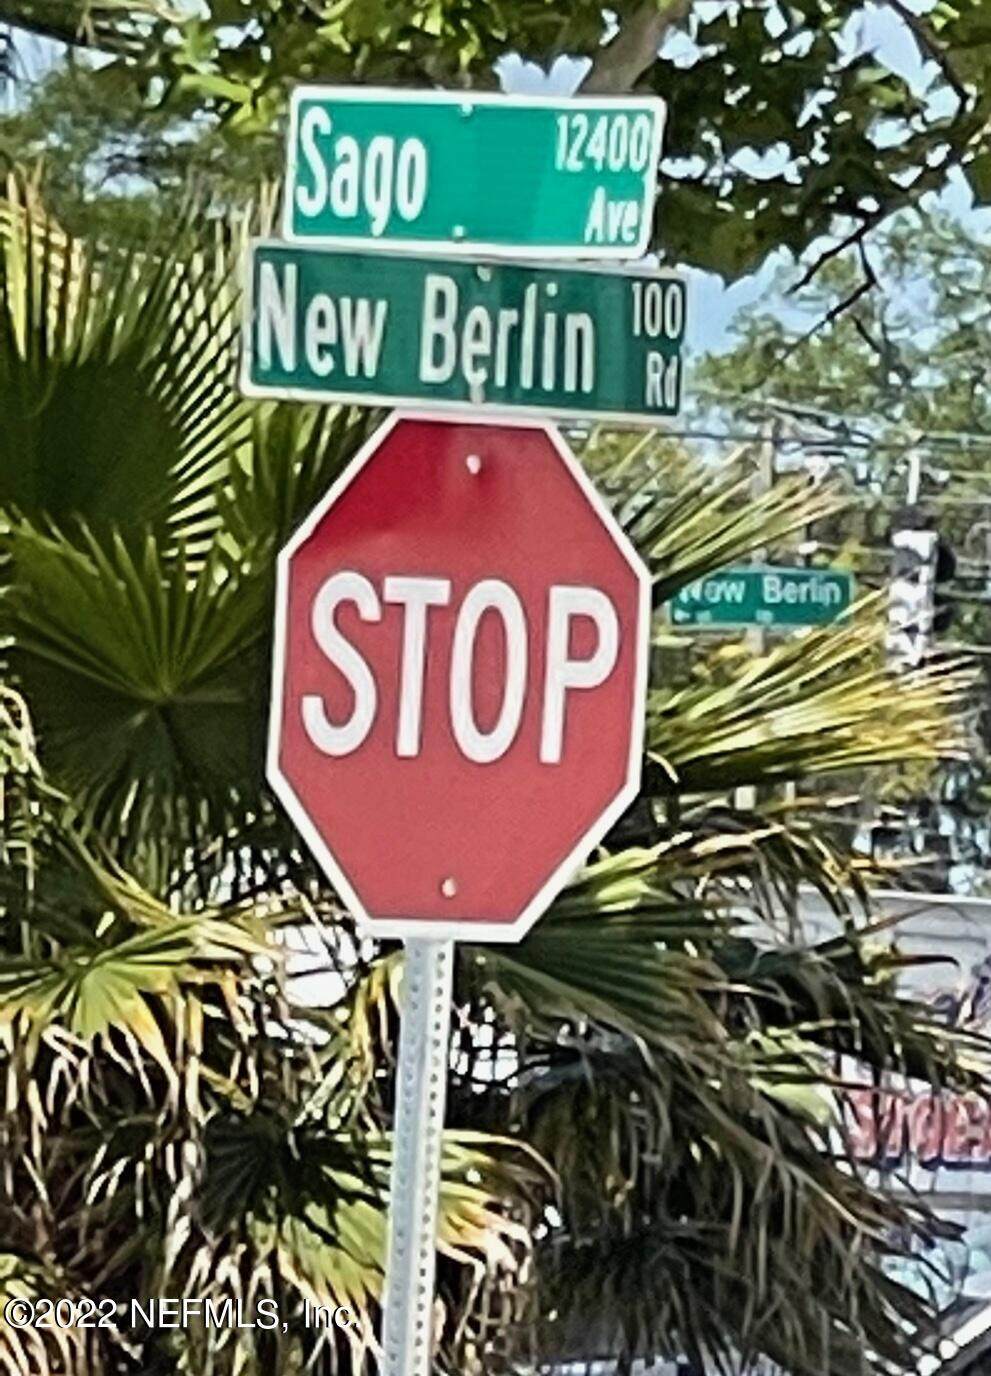 Sago 12400 Ave
New Berlin 100 Rd
STOP
New Berlin
©2022 NEFMLS, Inc.